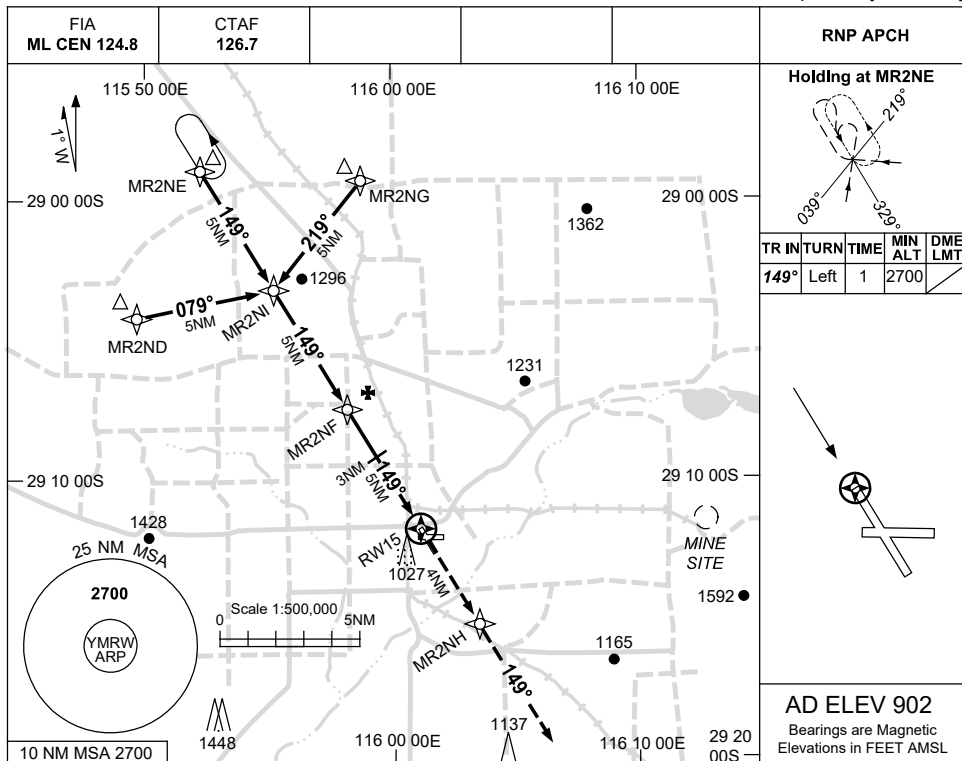 FIA
ML CEN 124.8
CTAF
126.7
RNP APCH
115 50 00E
116 00 00E
116 10 00E
Holding at MR2NE
219°
039°
329°
1° W
MR2NE
MR2NG
29 00 00S
29 00 00S
1362
149°
5NM
219°
5NM
TR IN
TURN
TIME
MIN ALT
DME LMT
149°
Left
1
2700
1296
079°
5NM
MR2ND
MR2NI
149°
5NM
1231
MR2NF
3NM
149°
5NM
29 10 00S
29 10 00S
1428
25 NM MSA
2700
YMRW
ARP
RW15
1027
MINE
SITE
Scale 1:500,000
0
5NM
4NM
1592
MR2NH
1165
149°
1448
1137
AD ELEV 902
Bearings are Magnetic
Elevations in FEET AMSL
10 NM MSA 2700
116 00 00E
116 10 00E
29 20
00S